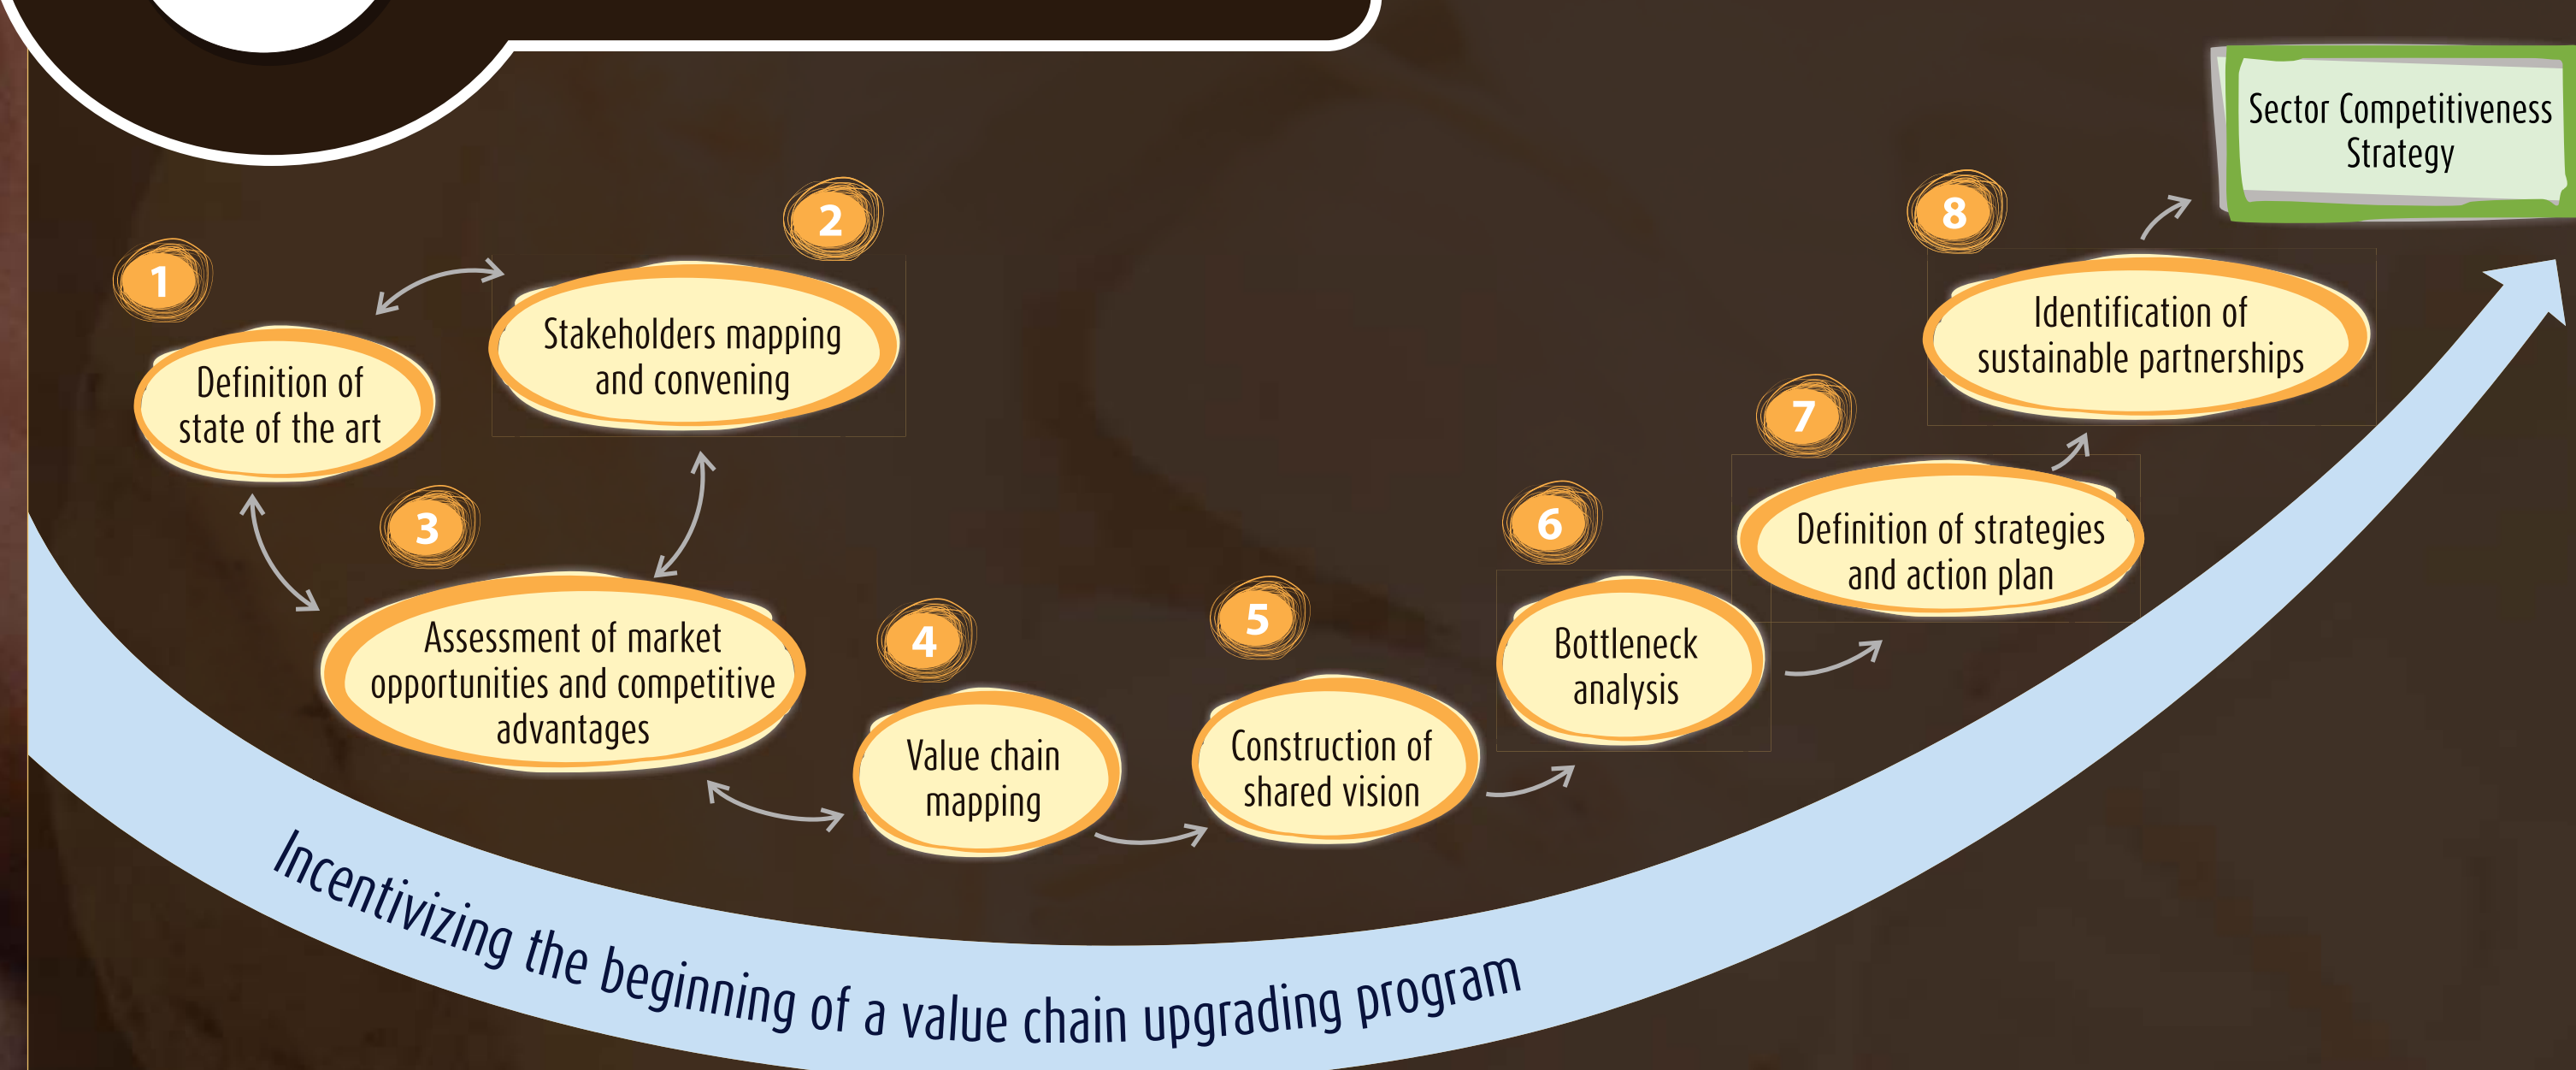 1
Definition of
state of the art
2
Stakeholders mapping
and convening
3
Assessment of market
opportunities and competitive
advantages
4
Value chain
mapping
5
Construction of
shared vision
6
Bottleneck
analysis
7
Definition of strategies
and action plan
8
Identification of
sustainable partnerships
Sector Competitiveness
Strategy
Incentivizing the beginning of a value chain upgrading program